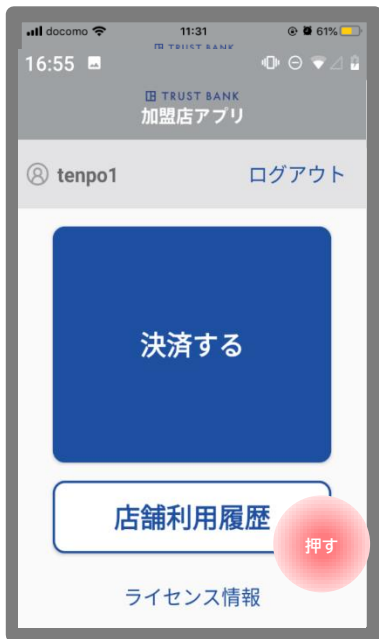 docomo 11:31 61%
TRUST BANK
16:55
TRUST BANK
加盟店アプリ
tenpo1 ログアウト
決済する
店舗利用履歴
押す
ライセンス情報